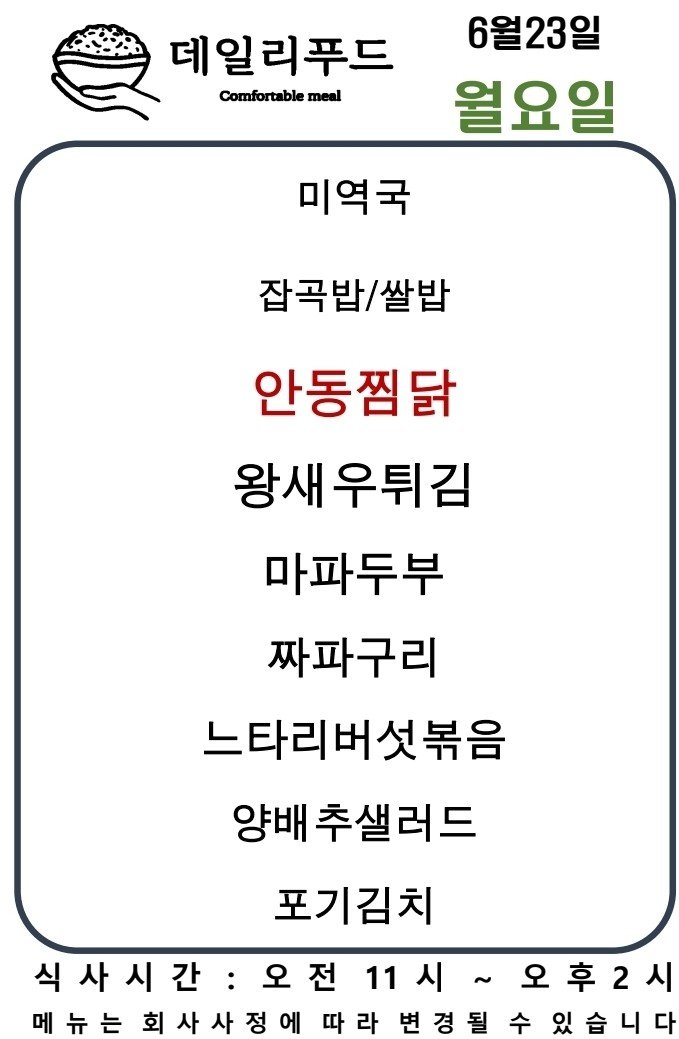 데일리푸드
Comfortable meal
6월23일
월요일
미역국
잡곡밥/쌀밥
안동찜닭
왕새우튀김
마파두부
짜파구리
느타리버섯볶음
양배추샐러드
포기김치
식사시간 : 오전 11시 ~ 오후2시
메뉴는 회사사정에 따라 변경될 수 있습니다